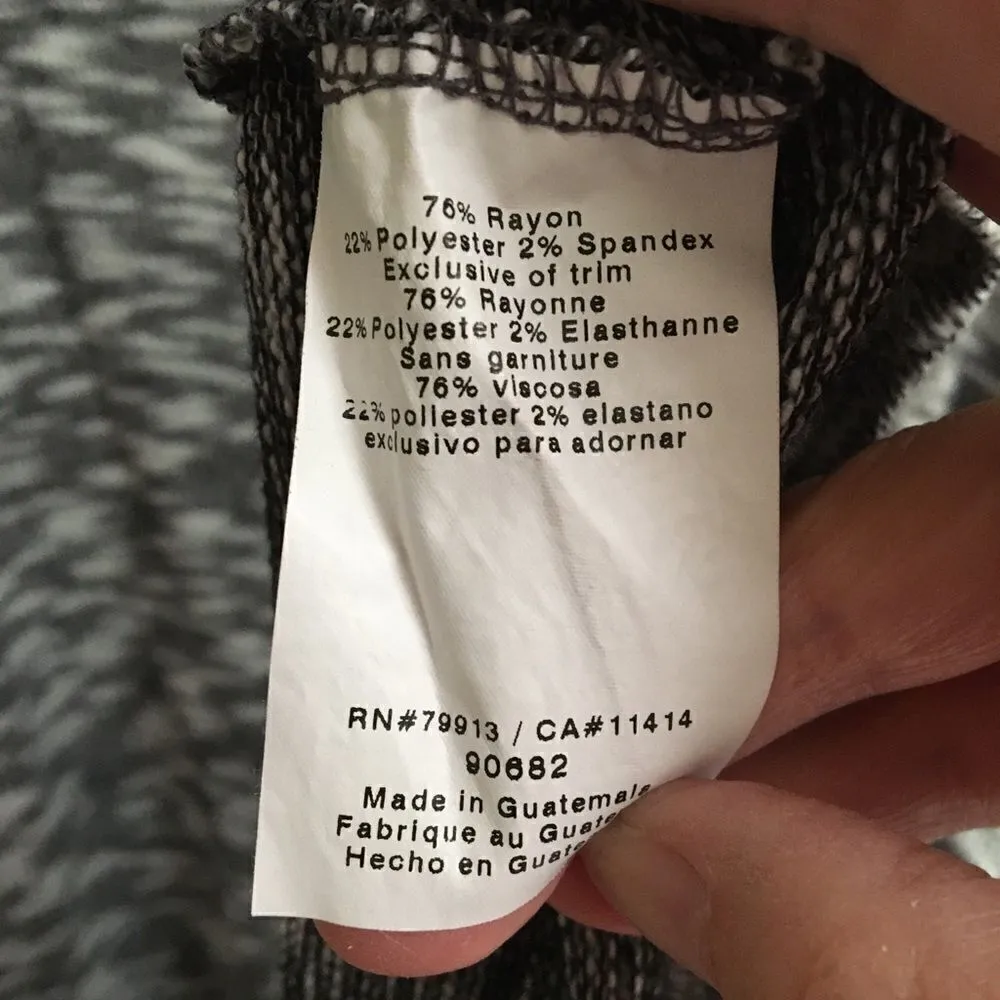 76% Rayon
22% Polyester 2% Spandex
Exclusive of trim
76% Rayonne
22% Polyester 2% Elasthanne
Sans garniture
76% viscosa
22% poliester 2% elastano
exclusivo para adornar
RN#79913 / CA#11414
90682
Made in Guatemala
Fabrique au
Hecho en